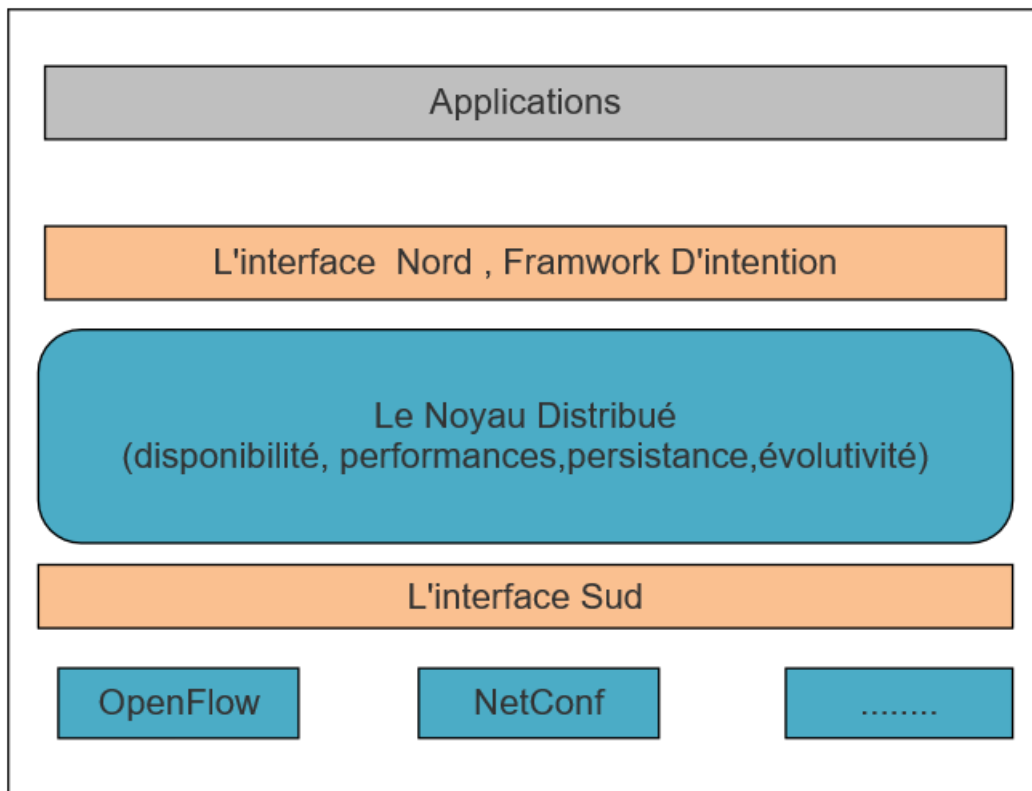 Applications
L'interface Nord , Framwork D'intention
Le Noyau Distribué
(disponibilité, performances,persistance,évolutivité)
L'interface Sud
OpenFlow
NetConf
........